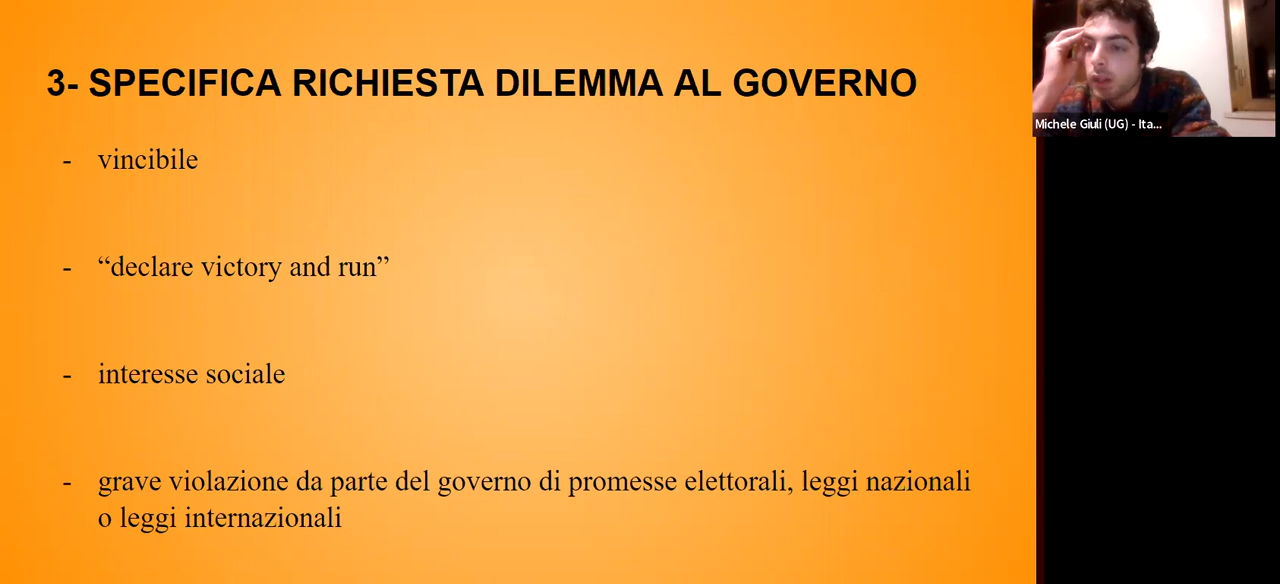 3- SPECIFICA RICHIESTA DILEMMA AL GOVERNO
- vincibile
- “declare victory and run”
- interesse sociale
- grave violazione da parte del governo di promesse elettorali, leggi nazionali
o leggi internazionali
Michele Giuli (UG) - Ita...